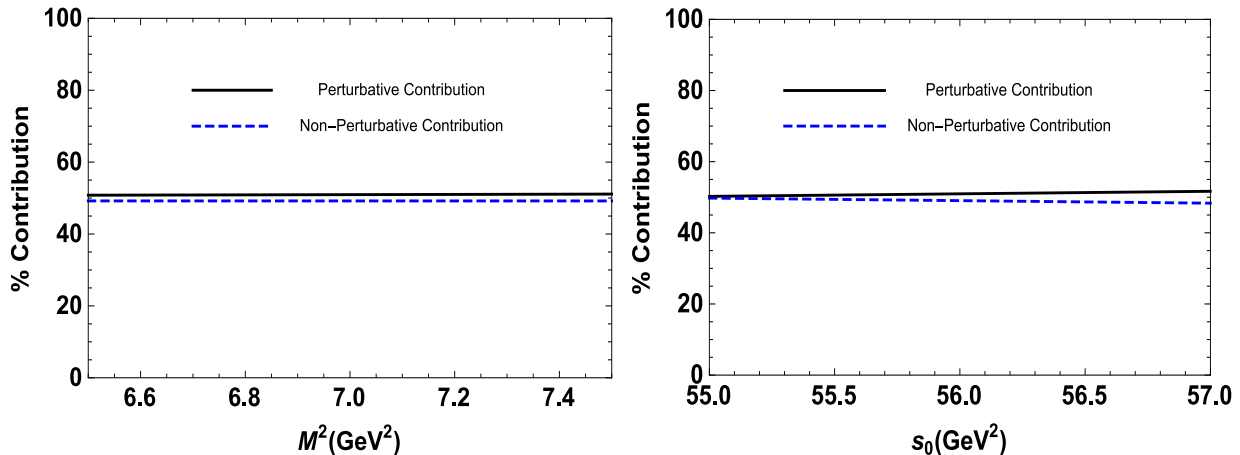 100
80
60
40
20
0
% Contribution
Perturbative Contribution
Non−Perturbative Contribution
6.6 6.8 7.0 7.2 7.4
M²(GeV²)
100
80
60
40
20
0
% Contribution
Perturbative Contribution
Non−Perturbative Contribution
55.0 55.5 56.0 56.5 57.0
s₀(GeV²)